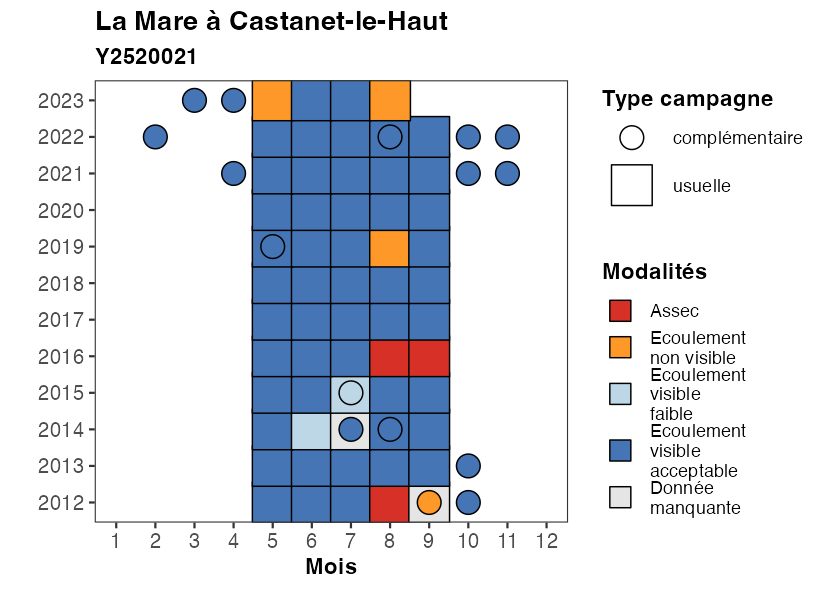 La Mare à Castanet-le-Haut
Y2520021
2023
2022
2021
2020
2019
2018
2017
2016
2015
2014
2013
2012
1 2 3 4 5 6 7 8 9 10 11 12
Mois
Type campagne
complémentaire
usuelle
Modalités
Assec
Ecoulement
non visible
Ecoulement
visible
faible
Ecoulement
visible
acceptable
Donnée
manquante